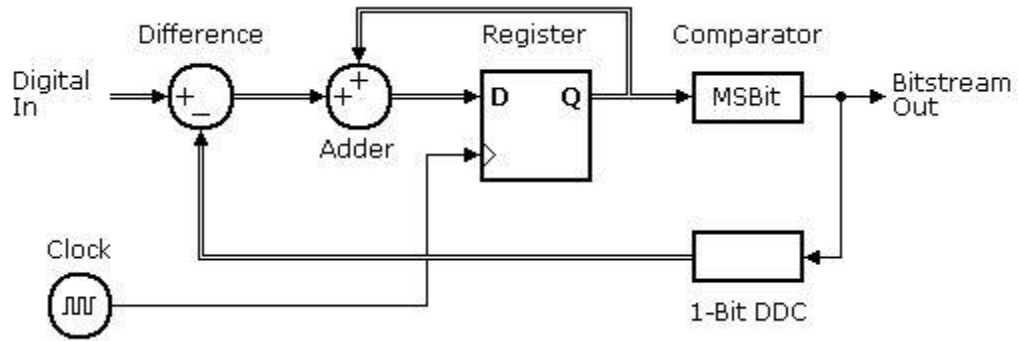 Difference
Register
Comparator
Digital
In
+
−
+
+
Adder
D
Q
MSBit
Bitstream
Out
Clock
1-Bit DDC